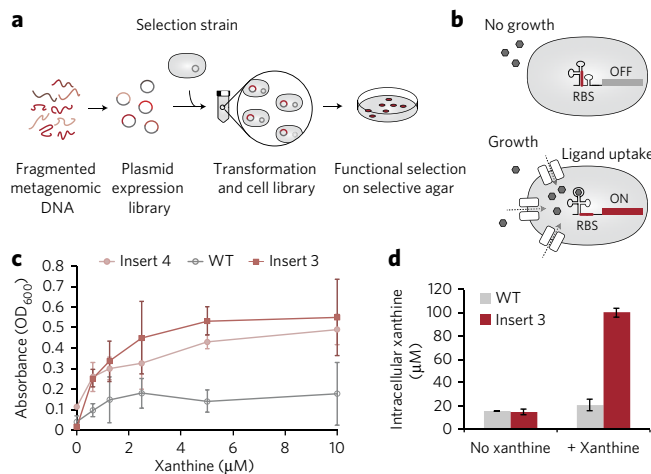 a
Selection strain
Fragmented
metagenomic
DNA
Plasmid
expression
library
Transformation
and cell library
Functional selection
on selective agar
b
No growth
OFF
RBS
Growth
Ligand uptake
ON
RBS
c
Insert 4
WT
Insert 3
Absorbance (OD600)
0.8
0.7
0.6
0.5
0.4
0.3
0.2
0.1
0
0 2 4 6 8 10
Xanthine (μM)
d
WT
Insert 3
Intracellular xanthine
(μM)
120
100
80
60
40
20
0
No xanthine
+ Xanthine